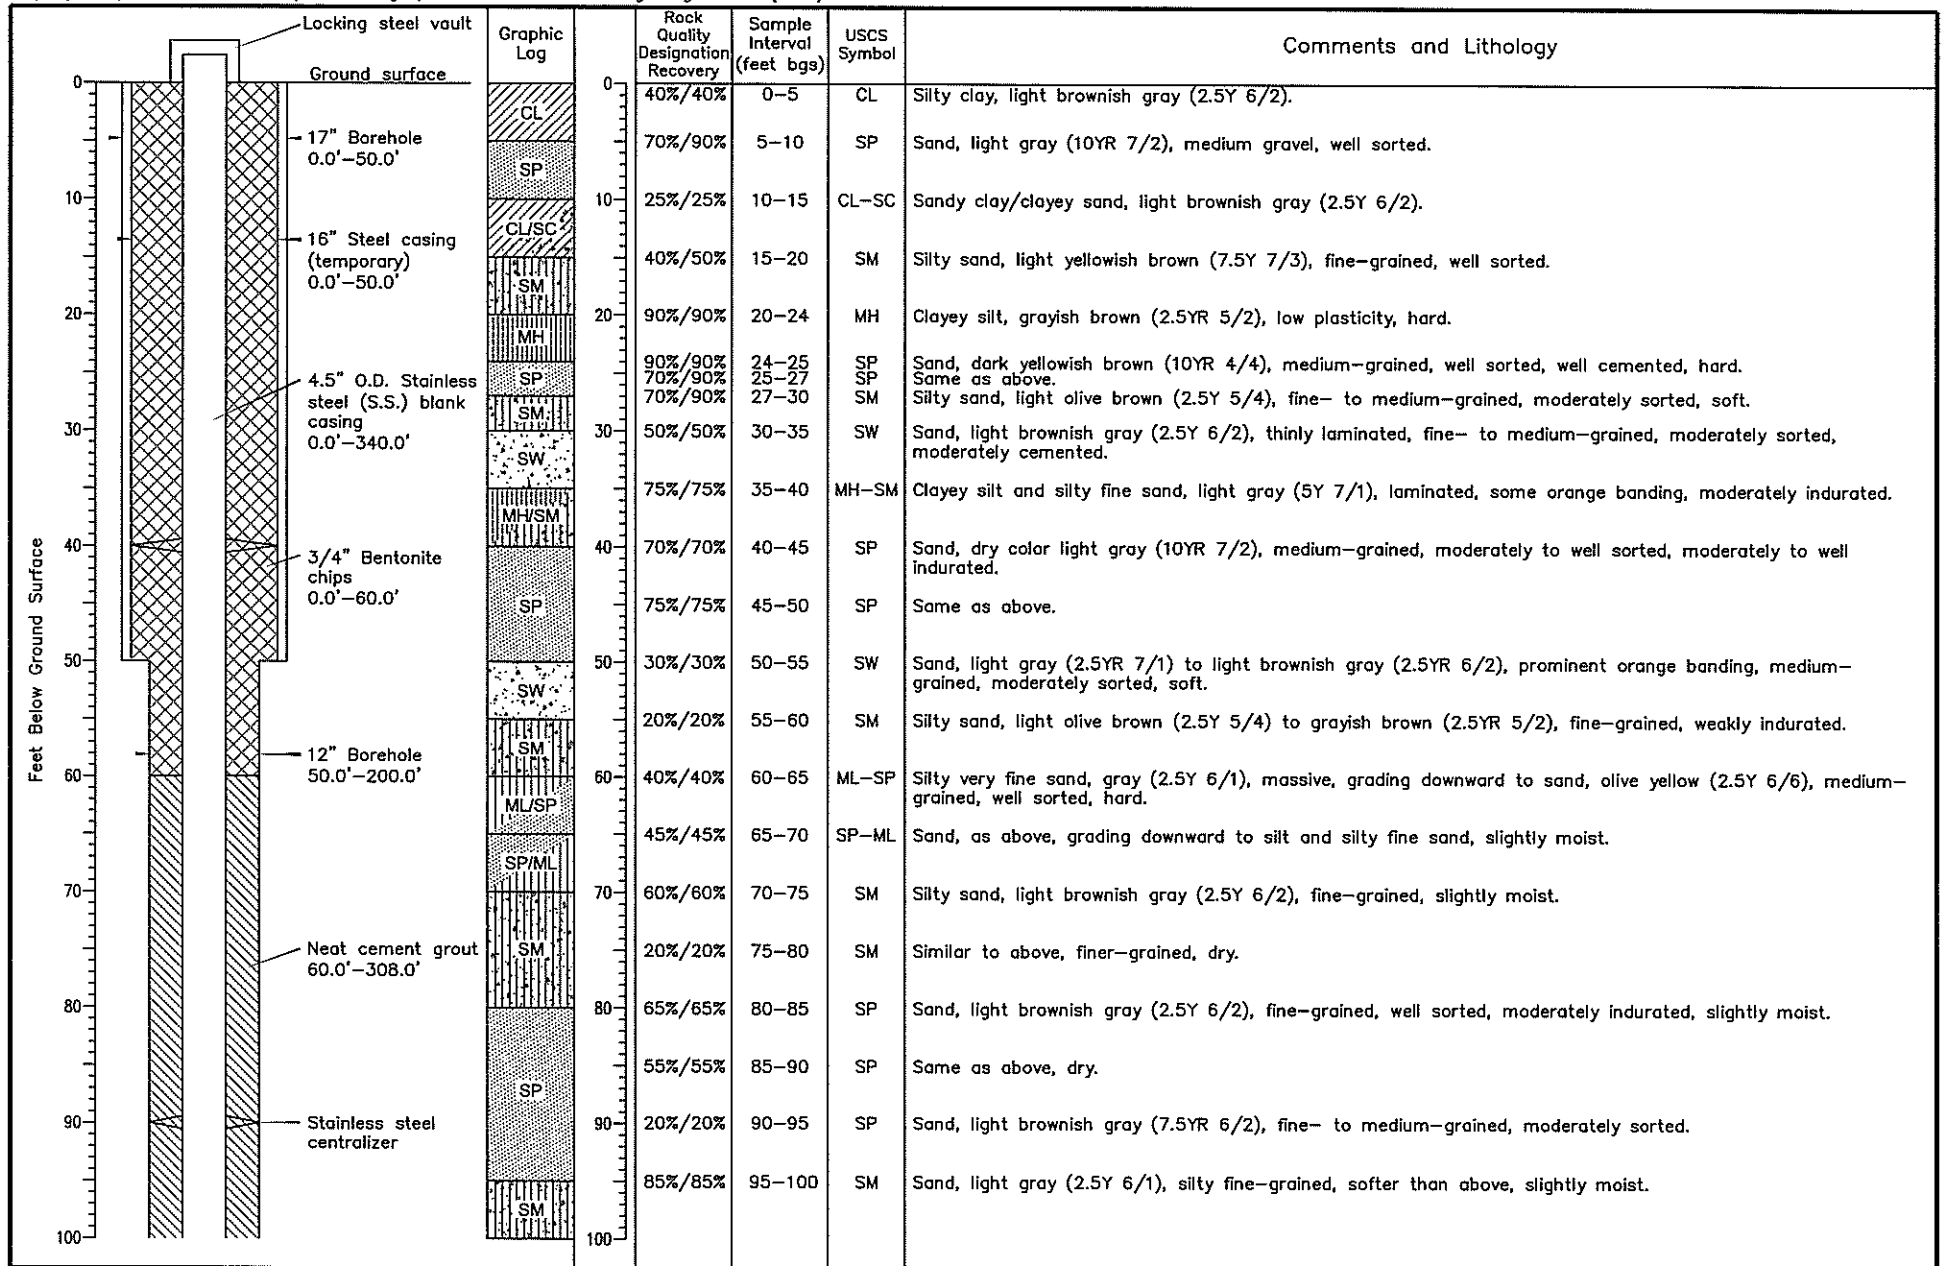 Locking steel vault
Ground surface
17" Borehole
0.0'–50.0'
16" Steel casing
(temporary)
0.0'–50.0'
4.5" O.D. Stainless
steel (S.S.) blank
casing
0.0'–340.0'
3/4" Bentonite
chips
0.0'–60.0'
12" Borehole
50.0'–200.0'
Neat cement grout
60.0'–308.0'
Stainless steel
centralizer
Feet Below Ground Surface
0
10
20
30
40
50
60
70
80
90
100
Graphic
Log
CL
SP
CL/SC
SM
MH
SP
SM
SW
MH/SM
SP
SW
SM
ML/SP
SP/ML
SM
SP
SM
0
10
20
30
40
50
60
70
80
90
100
Rock
Quality
Designation
Recovery
Sample
Interval
(feet bgs)
USCS
Symbol
Comments and Lithology
40%/40% 0–5 CL Silty clay, light brownish gray (2.5Y 6/2).
70%/90% 5–10 SP Sand, light gray (10YR 7/2), medium gravel, well sorted.
25%/25% 10–15 CL–SC Sandy clay/clayey sand, light brownish gray (2.5Y 6/2).
40%/50% 15–20 SM Silty sand, light yellowish brown (7.5Y 7/3), fine–grained, well sorted.
90%/90% 20–24 MH Clayey silt, grayish brown (2.5YR 5/2), low plasticity, hard.
90%/90% 24–25 SP Sand, dark yellowish brown (10YR 4/4), medium–grained, well sorted, well cemented, hard.
70%/90% 25–27 SP Same as above.
70%/90% 27–30 SM Silty sand, light olive brown (2.5Y 5/4), fine– to medium–grained, moderately sorted, soft.
50%/50% 30–35 SW Sand, light brownish gray (2.5Y 6/2), thinly laminated, fine– to medium–grained, moderately sorted,
moderately cemented.
75%/75% 35–40 MH–SM Clayey silt and silty fine sand, light gray (5Y 7/1), laminated, some orange banding, moderately indurated.
70%/70% 40–45 SP Sand, dry color light gray (10YR 7/2), medium–grained, moderately to well sorted, moderately to well
indurated.
75%/75% 45–50 SP Same as above.
30%/30% 50–55 SW Sand, light gray (2.5YR 7/1) to light brownish gray (2.5YR 6/2), prominent orange banding, medium–
grained, moderately sorted, soft.
20%/20% 55–60 SM Silty sand, light olive brown (2.5Y 5/4) to grayish brown (2.5YR 5/2), fine–grained, weakly indurated.
40%/40% 60–65 ML–SP Silty very fine sand, gray (2.5Y 6/1), massive, grading downward to sand, olive yellow (2.5Y 6/6), medium–
grained, well sorted, hard.
45%/45% 65–70 SP–ML Sand, as above, grading downward to silt and silty fine sand, slightly moist.
60%/60% 70–75 SM Silty sand, light brownish gray (2.5Y 6/2), fine–grained, slightly moist.
20%/20% 75–80 SM Similar to above, finer–grained, dry.
65%/65% 80–85 SP Sand, light brownish gray (2.5Y 6/2), fine–grained, well sorted, moderately indurated, slightly moist.
55%/55% 85–90 SP Same as above, dry.
20%/20% 90–95 SP Sand, light brownish gray (7.5YR 6/2), fine– to medium–grained, moderately sorted.
85%/85% 95–100 SM Sand, light gray (2.5Y 6/1), silty fine–grained, softer than above, slightly moist.